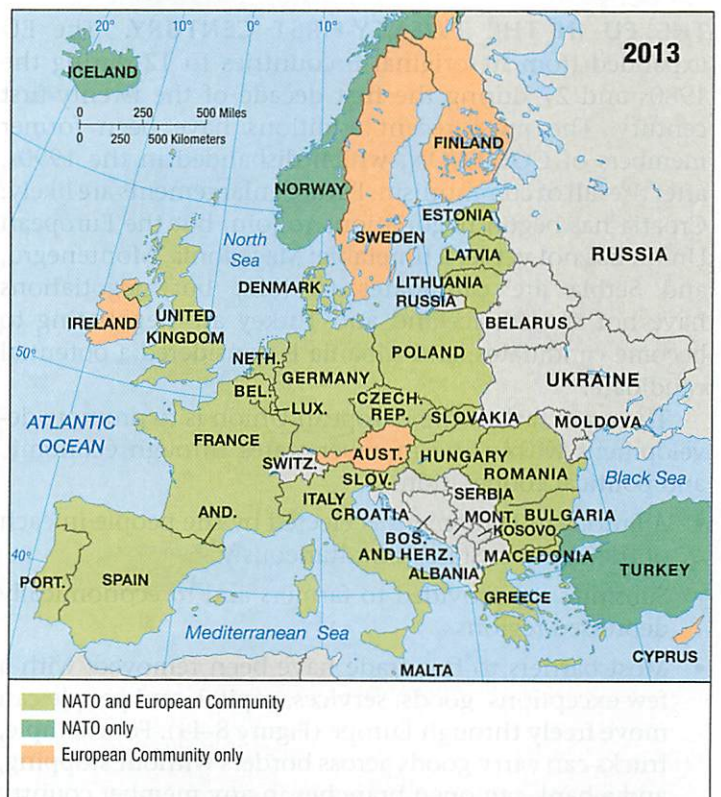 20°
10°
0°
10°
20°
30°
2013
ICELAND
0 250 500 Miles
0 250 500 Kilometers
FINLAND
NORWAY
ESTONIA
North
Sea
SWEDEN
RUSSIA
LATVIA
DENMARK
LITHUANIA
RUSSIA
IRELAND
UNITED
KINGDOM
BELARUS
50°
NETH.
POLAND
GERMANY
BEL.
UKRAINE
CZECH.
REP.
LUX.
SLOVAKIA
MOLDOVA
ATLANTIC
OCEAN
FRANCE
AUST.
HUNGARY
SWITZ.
ROMANIA
SLOV.
Black Sea
ITALY
SERBIA
CROATIA
AND.
MONT.
BULGARIA
KOSOVO
BOS.
AND HERZ.
40°
MACEDONIA
ALBANIA
TURKEY
PORT.
SPAIN
GREECE
Mediterranean Sea
CYPRUS
MALTA
NATO and European Community
NATO only
European Community only